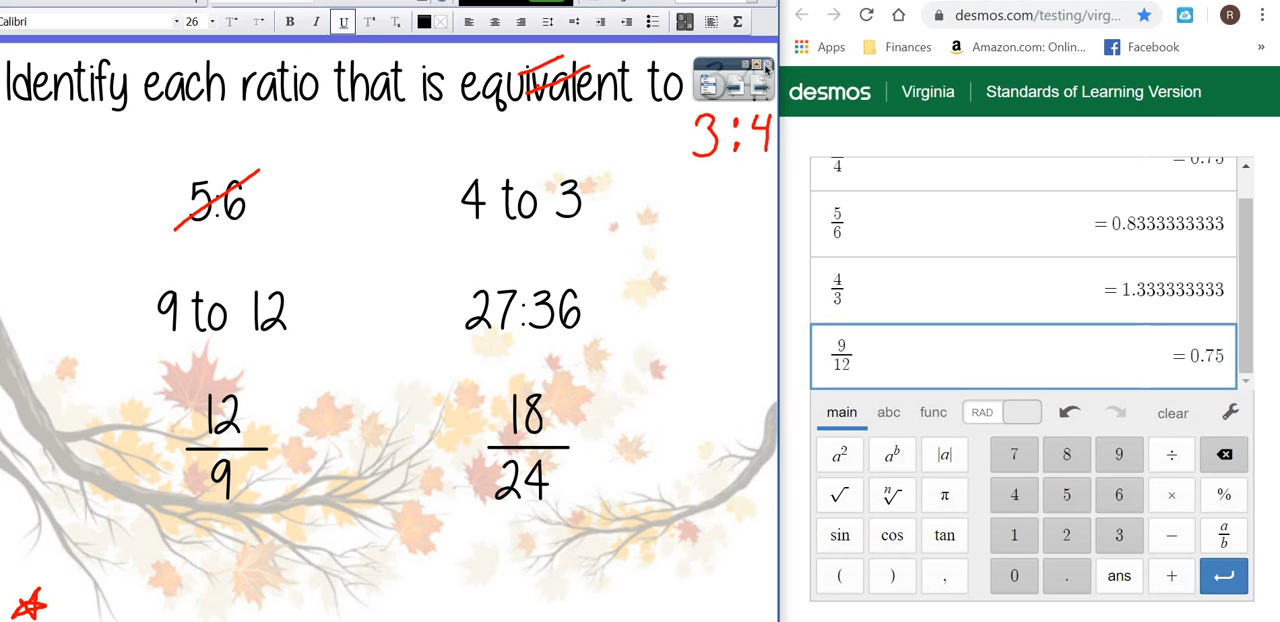 Calibri 26 B I U Σ
desmos.com/testing/virg... R
Apps Finances Amazon.com: Onlin... Facebook »
desmos Virginia Standards of Learning Version
Identify each ratio that is equivalent to
3:4
5:6 4 to 3
9 to 12 27:36
12 18
9 24
4 = 0.75
5/6 = 0.8333333333
4/3 = 1.333333333
9/12 = 0.75
main abc func RAD clear
a² aᵇ |a| 7 8 9 ÷
√ ⁿ√ π 4 5 6 × %
sin cos tan 1 2 3 − a/b
( ) , 0 . ans +